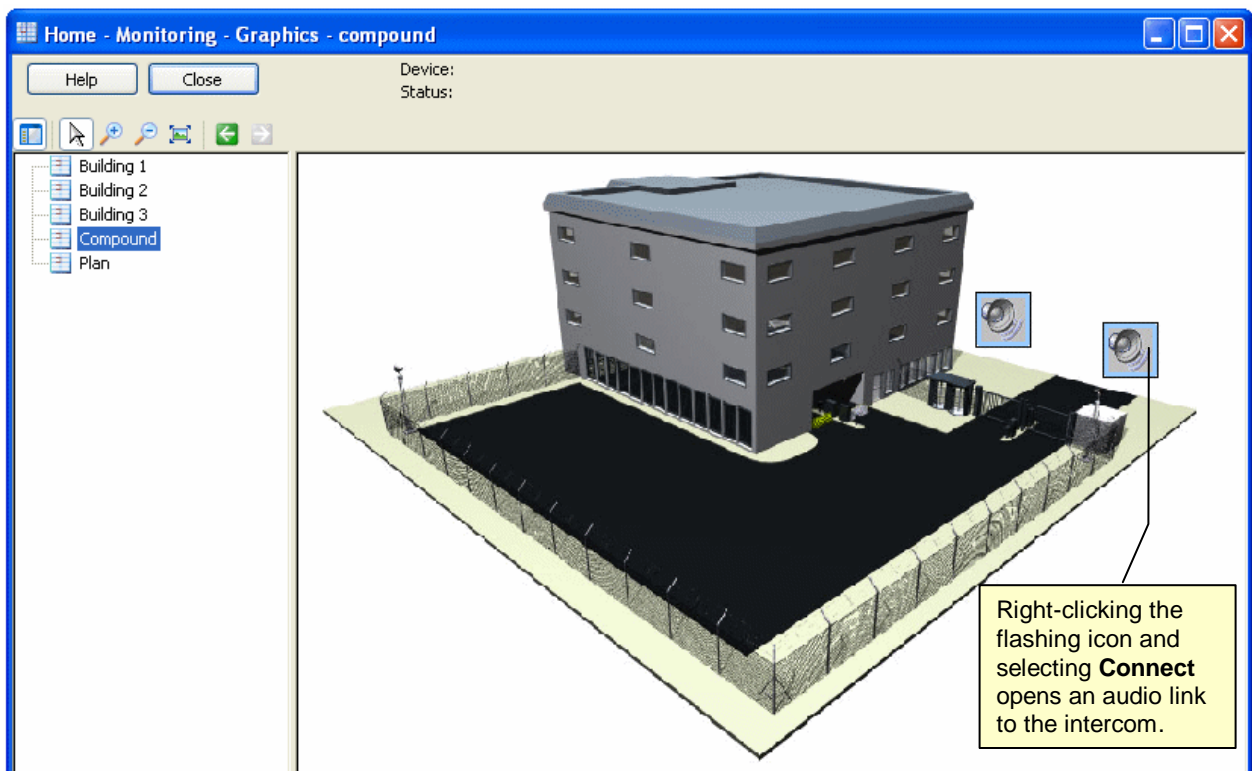 Home - Monitoring - Graphics - compound
Help
Close
Device:
Status:
Building 1
Building 2
Building 3
Compound
Plan
Right-clicking the
flashing icon and
selecting Connect
opens an audio link
to the intercom.